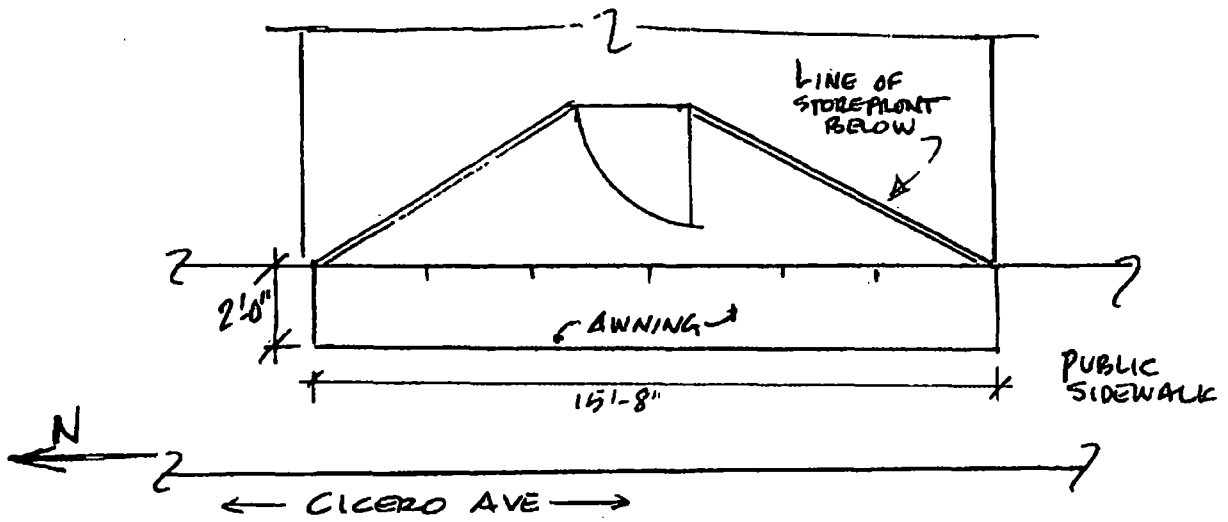 LINE OF
STOREFRONT
BELOW
2'-0"
AWNING
15'-8"
PUBLIC
SIDEWALK
N
CICERO AVE